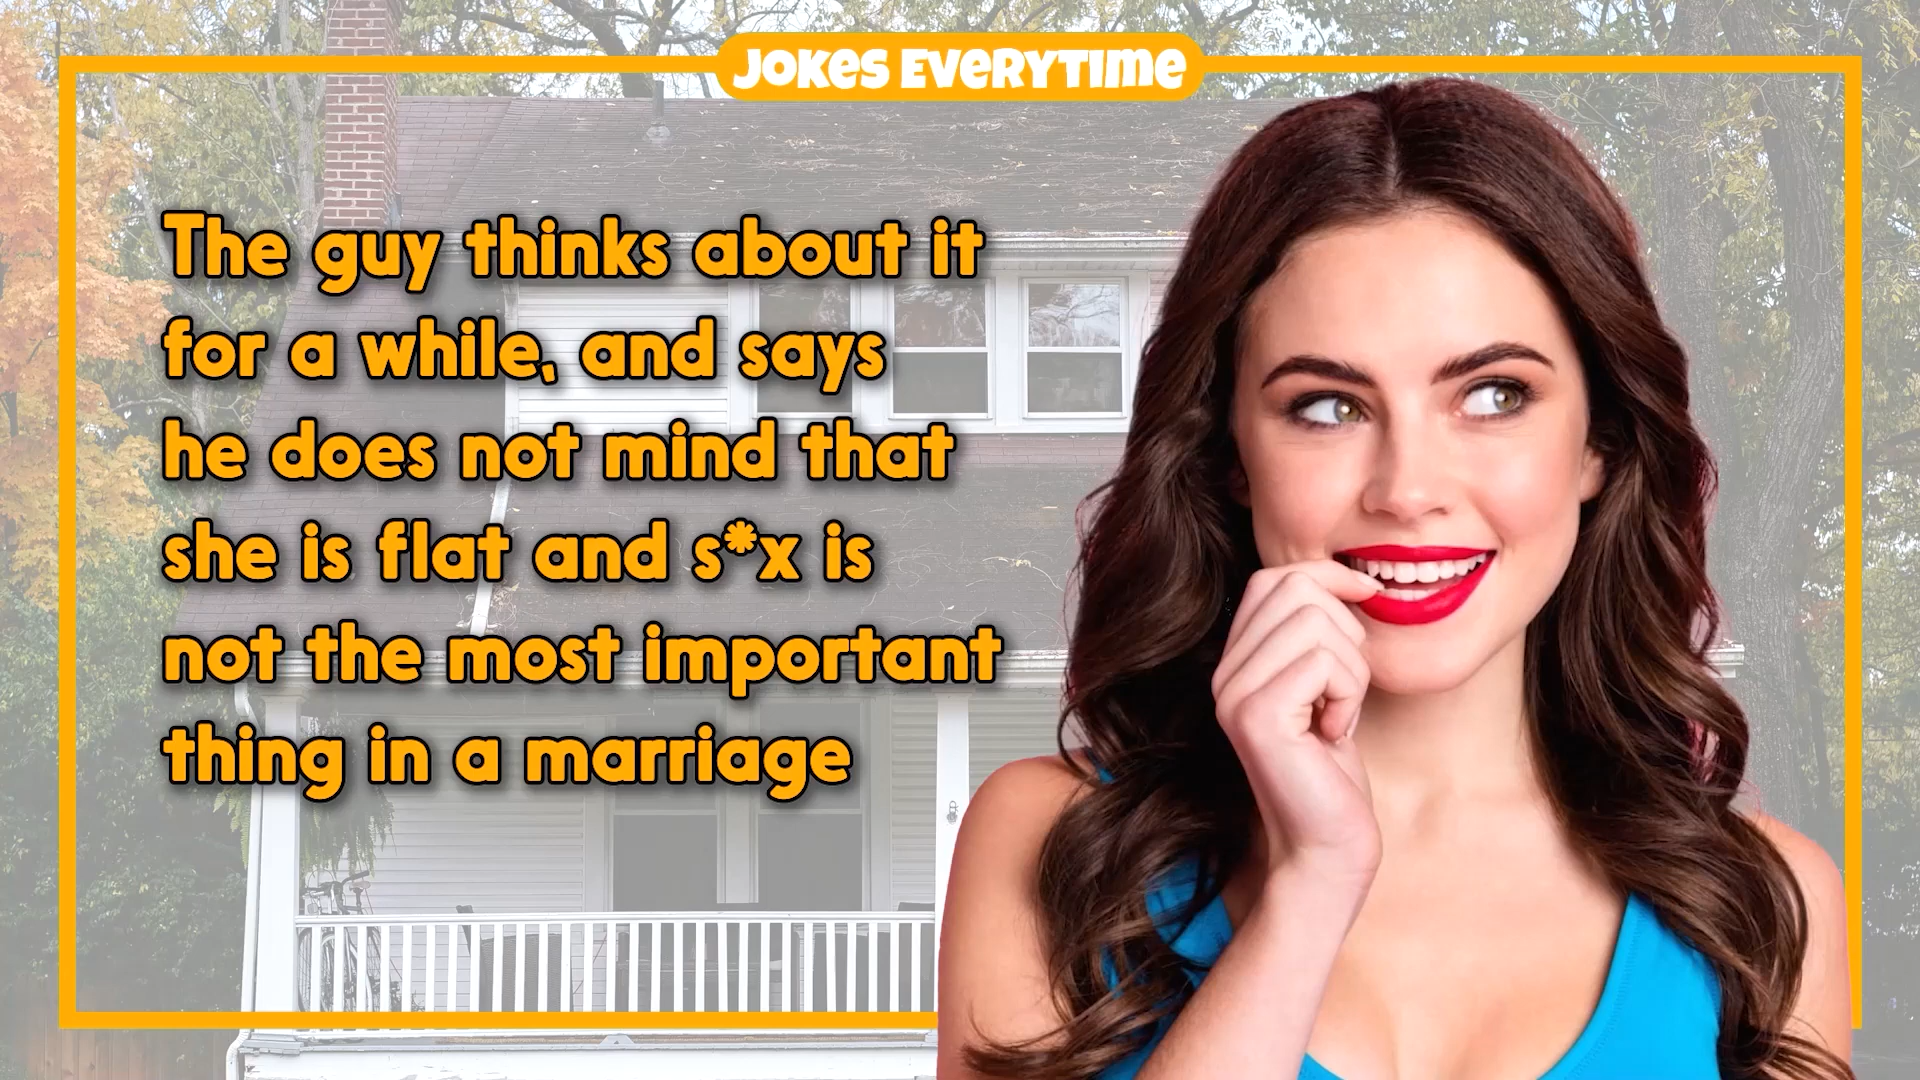 JOKES EVERYTIME
The guy thinks about it
for a while, and says
he does not mind that
she is flat and s*x is
not the most important
thing in a marriage